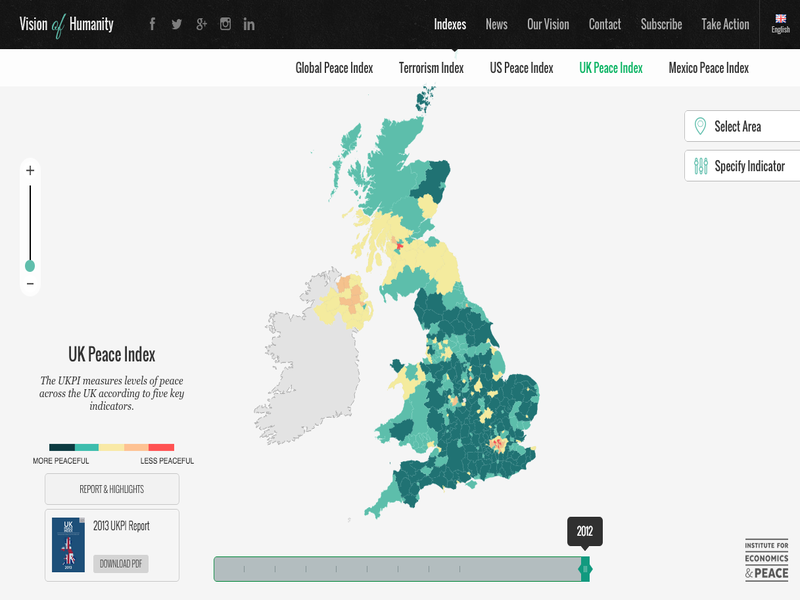 Vision of Humanity
Indexes News Our Vision Contact Subscribe Take Action
English
Global Peace Index Terrorism Index US Peace Index UK Peace Index Mexico Peace Index
Select Area
Specify Indicator
+
−
UK Peace Index
The UKPI measures levels of peace
across the UK according to five key
indicators.
MORE PEACEFUL LESS PEACEFUL
REPORT & HIGHLIGHTS
UK
2013 UKPI Report
DOWNLOAD PDF
2012
INSTITUTE FOR
ECONOMICS
& PEACE